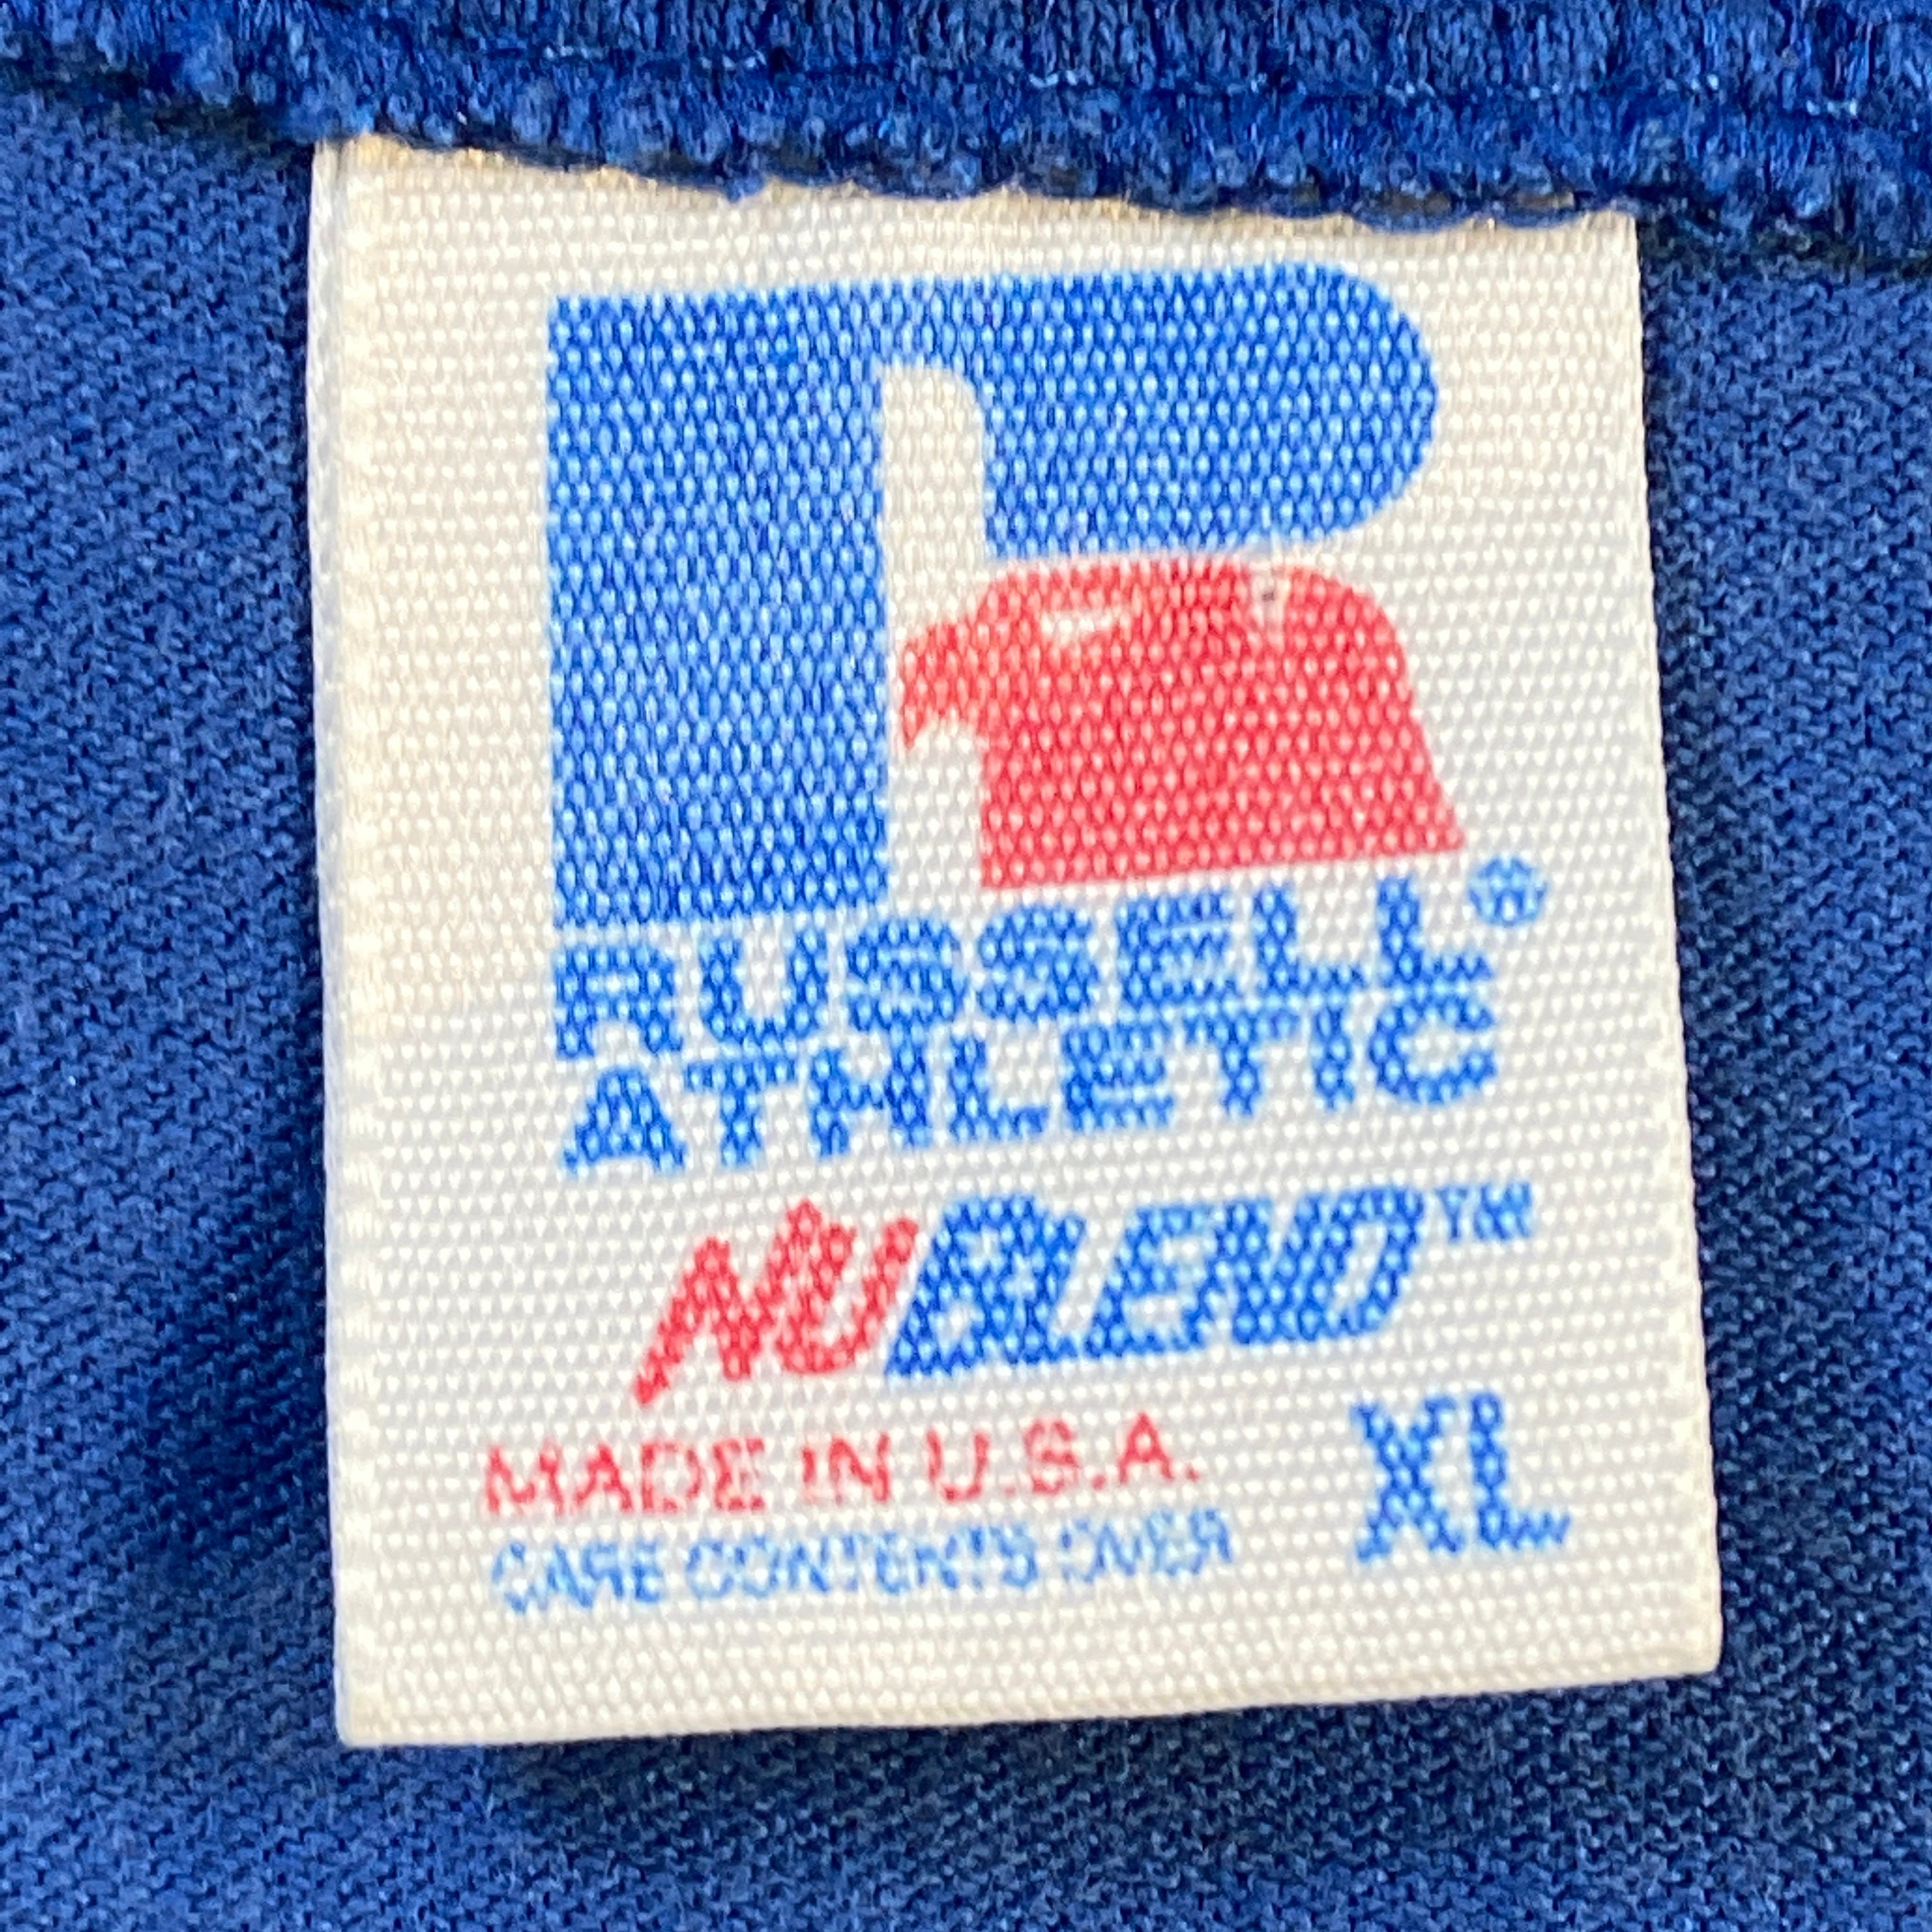 RUSSELL®
ATHLETIC
NUBLEND™
MADE IN U.S.A.
XL
CARE CONTENTS OVER